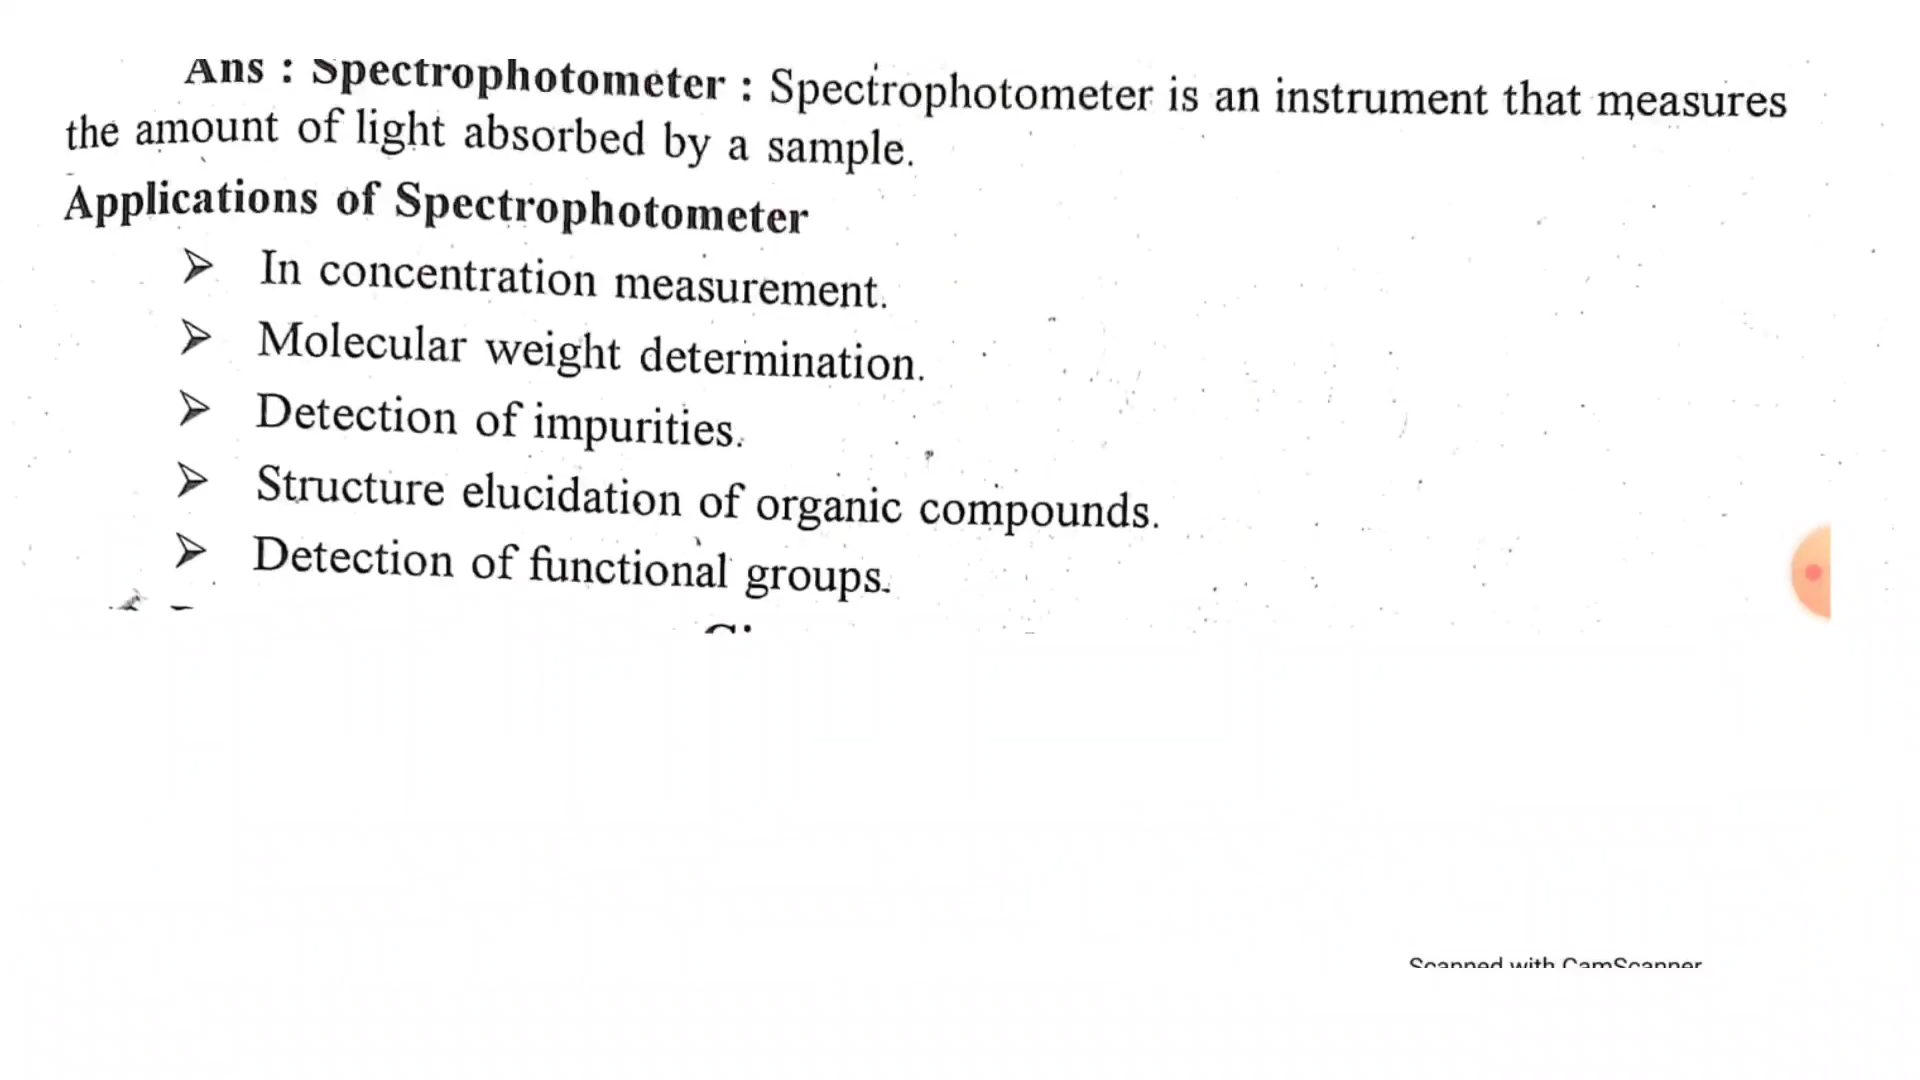 Ans : Spectrophotometer : Spectrophotometer is an instrument that measures
the amount of light absorbed by a sample.
Applications of Spectrophotometer
➢ In concentration measurement.
➢ Molecular weight determination.
➢ Detection of impurities.
➢ Structure elucidation of organic compounds.
➢ Detection of functional groups.
Scanned with CamScanner